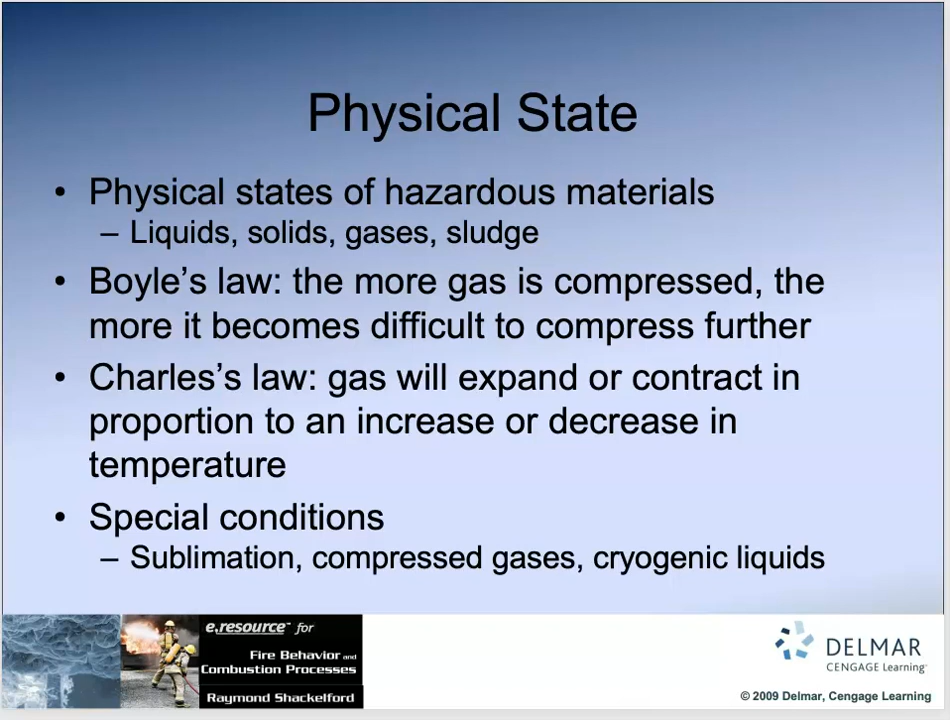 Physical State
• Physical states of hazardous materials
– Liquids, solids, gases, sludge
• Boyle’s law: the more gas is compressed, the
more it becomes difficult to compress further
• Charles’s law: gas will expand or contract in
proportion to an increase or decrease in
temperature
• Special conditions
– Sublimation, compressed gases, cryogenic liquids
e.resource™ for
Fire Behavior and
Combustion Processes
Raymond Shackelford
DELMAR
CENGAGE Learning™
© 2009 Delmar, Cengage Learning